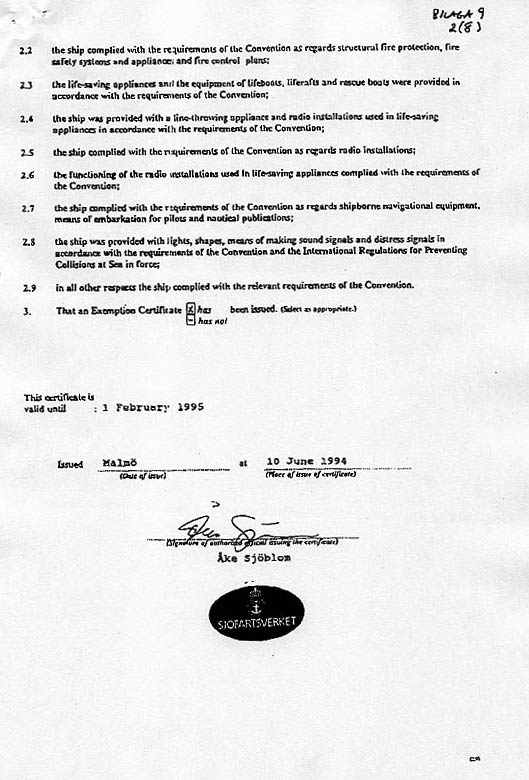 BILAGA 9
2(8)
2.2 the ship complied with the requirements of the Convention as regards structural fire protection, fire
safety systems and appliances and fire control plans;
2.3 the life-saving appliances and the equipment of lifeboats, liferafts and rescue boats were provided in
accordance with the requirements of the Convention;
2.4 the ship was provided with a line-throwing appliance and radio installations used in life-saving
appliances in accordance with the requirements of the Convention;
2.5 the ship complied with the requirements of the Convention as regards radio installations;
2.6 the functioning of the radio installations used in life-saving appliances complied with the requirements of
the Convention;
2.7 the ship complied with the requirements of the Convention as regards shipborne navigational equipment,
means of embarkation for pilots and nautical publications;
2.8 the ship was provided with lights, shapes, means of making sound signals and distress signals in
accordance with the requirements of the Convention and the International Regulations for Preventing
Collisions at Sea in force;
2.9 in all other respects the ship complied with the relevant requirements of the Convention.
3. That an Exemption Certificate x has been issued. (Select as appropriate.)
- has not
This certificate is
valid until : 1 February 1995
Issued Malmö at 10 June 1994
(Date of issue) (Place of issue of certificate)
(Signature of authorized official issuing the certificate)
Åke Sjöblom
SJÖFARTSVERKET